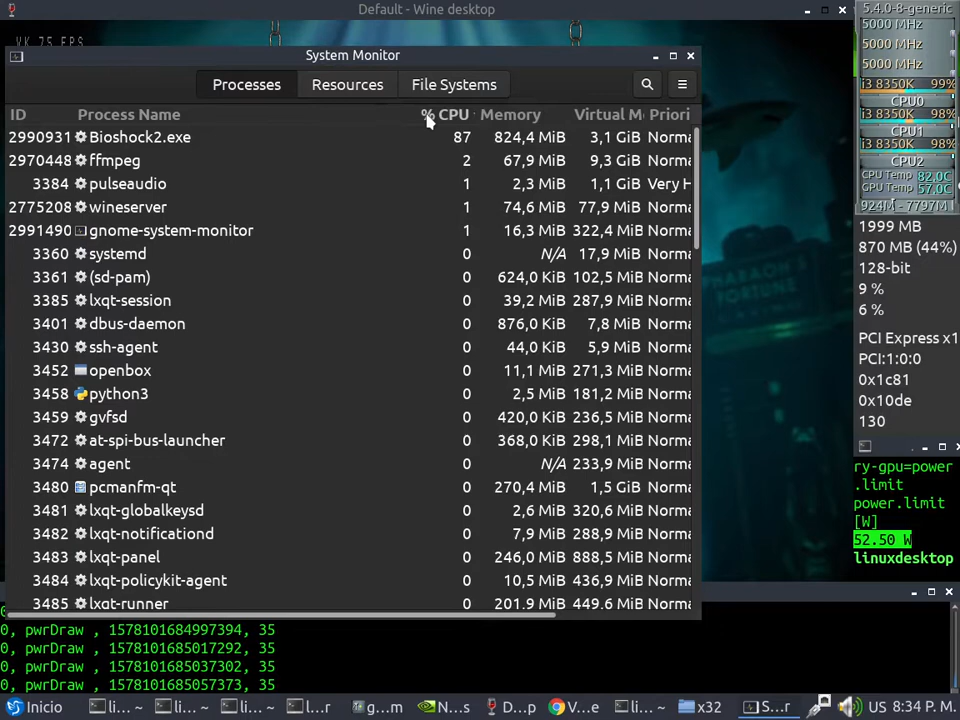 Default - Wine desktop
5.4.0-8-generic
VK 75 FPS
5000 MHz
5000 MHz
5000 MHz
i3 8350K 99%
CPU0
i3 8350K 98%
CPU1
i3 8350K 98%
CPU2
CPU Temp 82,0C
GPU Temp 57,0C
924M - 7797M
1999 MB
870 MB (44%)
128-bit
9 %
6 %
PCI Express x1
PCI:1:0:0
0x1c81
0x10de
130
System Monitor
Processes Resources File Systems
ID Process Name % CPU Memory Virtual M Priori
2990931 Bioshock2.exe 87 824,4 MiB 3,1 GiB Norma
2970448 ffmpeg 2 67,9 MiB 9,3 GiB Norma
3384 pulseaudio 1 2,3 MiB 1,1 GiB Very H
2775208 wineserver 1 74,6 MiB 77,9 MiB Norma
2991490 gnome-system-monitor 1 16,3 MiB 322,4 MiB Norma
3360 systemd 0 N/A 17,9 MiB Norma
3361 (sd-pam) 0 624,0 KiB 102,5 MiB Norma
3385 lxqt-session 0 39,2 MiB 287,9 MiB Norma
3401 dbus-daemon 0 876,0 KiB 7,8 MiB Norma
3430 ssh-agent 0 44,0 KiB 5,9 MiB Norma
3452 openbox 0 11,1 MiB 271,3 MiB Norma
3458 python3 0 2,5 MiB 181,2 MiB Norma
3459 gvfsd 0 420,0 KiB 236,5 MiB Norma
3472 at-spi-bus-launcher 0 368,0 KiB 298,1 MiB Norma
3474 agent 0 N/A 233,9 MiB Norma
3480 pcmanfm-qt 0 270,4 MiB 1,5 GiB Norma
3481 lxqt-globalkeysd 0 2,6 MiB 320,6 MiB Norma
3482 lxqt-notificationd 0 7,9 MiB 288,9 MiB Norma
3483 lxqt-panel 0 246,0 MiB 888,5 MiB Norma
3484 lxqt-policykit-agent 0 10,5 MiB 436,9 MiB Norma
3485 lxqt-runner 0 201,9 MiB 449,6 MiB Norma
PHARAOH'S
FORTUNE
ry-gpu=power
.limit
power.limit
[W]
52.50 W
linuxdesktop
0, pwrDraw , 1578101684997394, 35
0, pwrDraw , 1578101685017292, 35
0, pwrDraw , 1578101685037302, 35
0, pwrDraw , 1578101685057373, 35
Inicio li... ~ li... ~ li... ~ l...r g...m N...s D...p V...e li... ~ x32 S...r US 8:34 P. M.